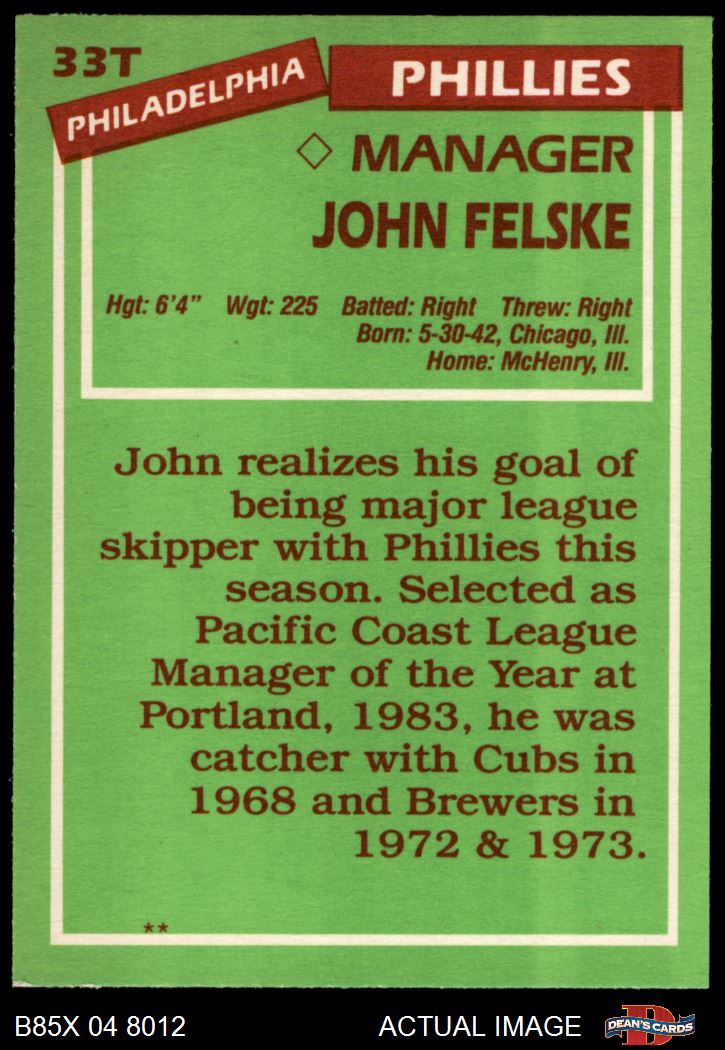 33T
PHILADELPHIA PHILLIES
◇ MANAGER
JOHN FELSKE
Hgt: 6'4" Wgt: 225 Batted: Right Threw: Right
Born: 5-30-42, Chicago, Ill.
Home: McHenry, Ill.
John realizes his goal of
being major league
skipper with Phillies this
season. Selected as
Pacific Coast League
Manager of the Year at
Portland, 1983, he was
catcher with Cubs in
1968 and Brewers in
1972 & 1973.
**
B85X 04 8012 ACTUAL IMAGE D DEAN'S CARDS